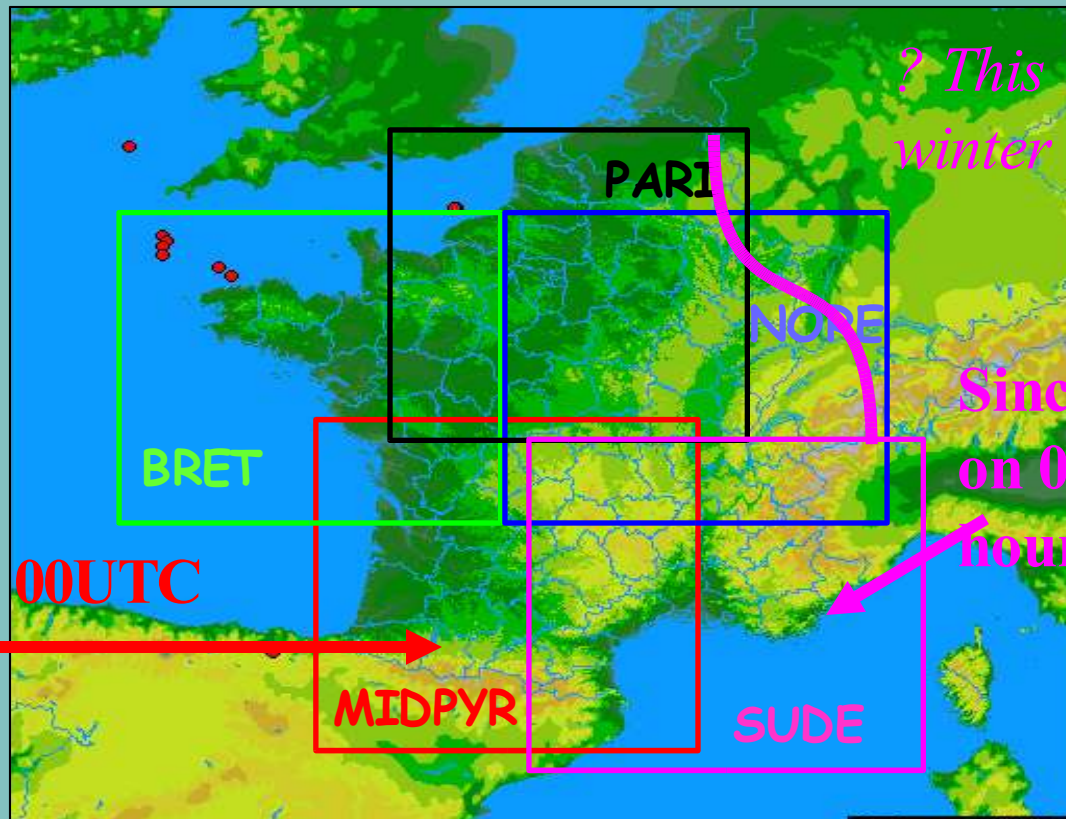 ? This
winter
PARI
NORE
Sinc
on 0
hour
BRET
00UTC
MIDPYR
SUDE